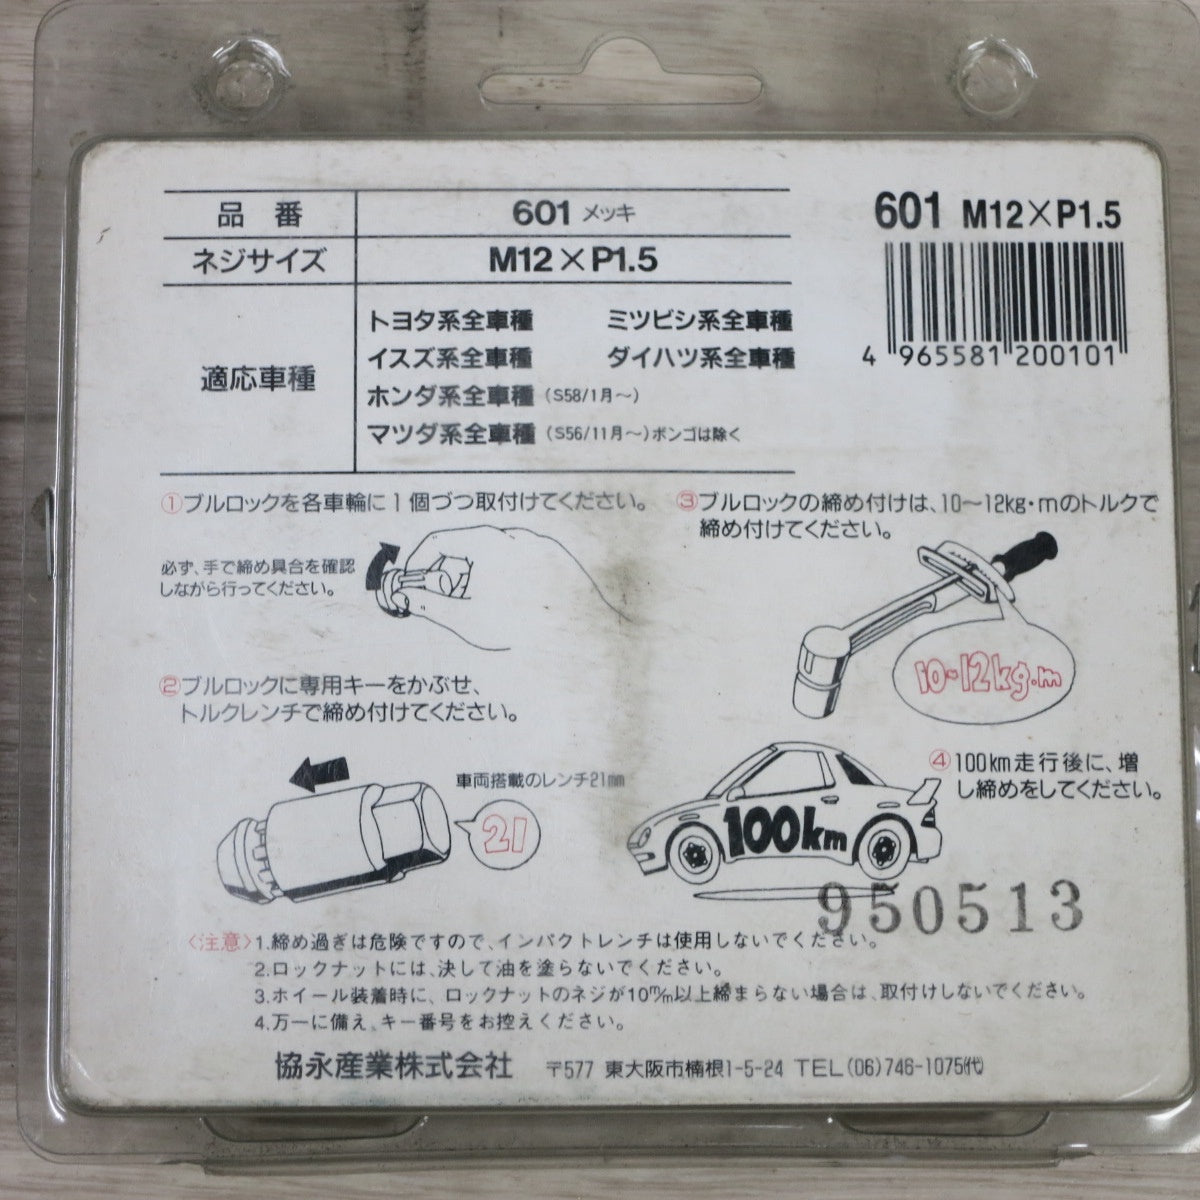 品 番 601 メッキ
ネジサイズ M12×P1.5
適応車種
トヨタ系全車種 ミツビシ系全車種
イスズ系全車種 ダイハツ系全車種
ホンダ系全車種 (S58/1月〜)
マツダ系全車種 (S56/11月〜)ボンゴは除く
601 M12×P1.5
4 965581 200101
①ブルロックを各車輪に1個づつ取付けてください。
必ず、手で締め具合を確認
しながら行ってください。
②ブルロックに専用キーをかぶせ、
トルクレンチで締め付けてください。
車両搭載のレンチ21mm
21
③ブルロックの締め付けは、10〜12kg・mのトルクで
締め付けてください。
10-12kg・m
④100km走行後に、増
し締めをしてください。
100km
950513
〈注意〉1.締め過ぎは危険ですので、インパクトレンチは使用しないでください。
2.ロックナットには、決して油を塗らないでください。
3.ホイール装着時に、ロックナットのネジが10m/m以上締まらない場合は、取付けしないでください。
4.万一に備え、キー番号をお控えください。
協永産業株式会社 〒577 東大阪市楠根1-5-24 TEL(06)746-1075(代)